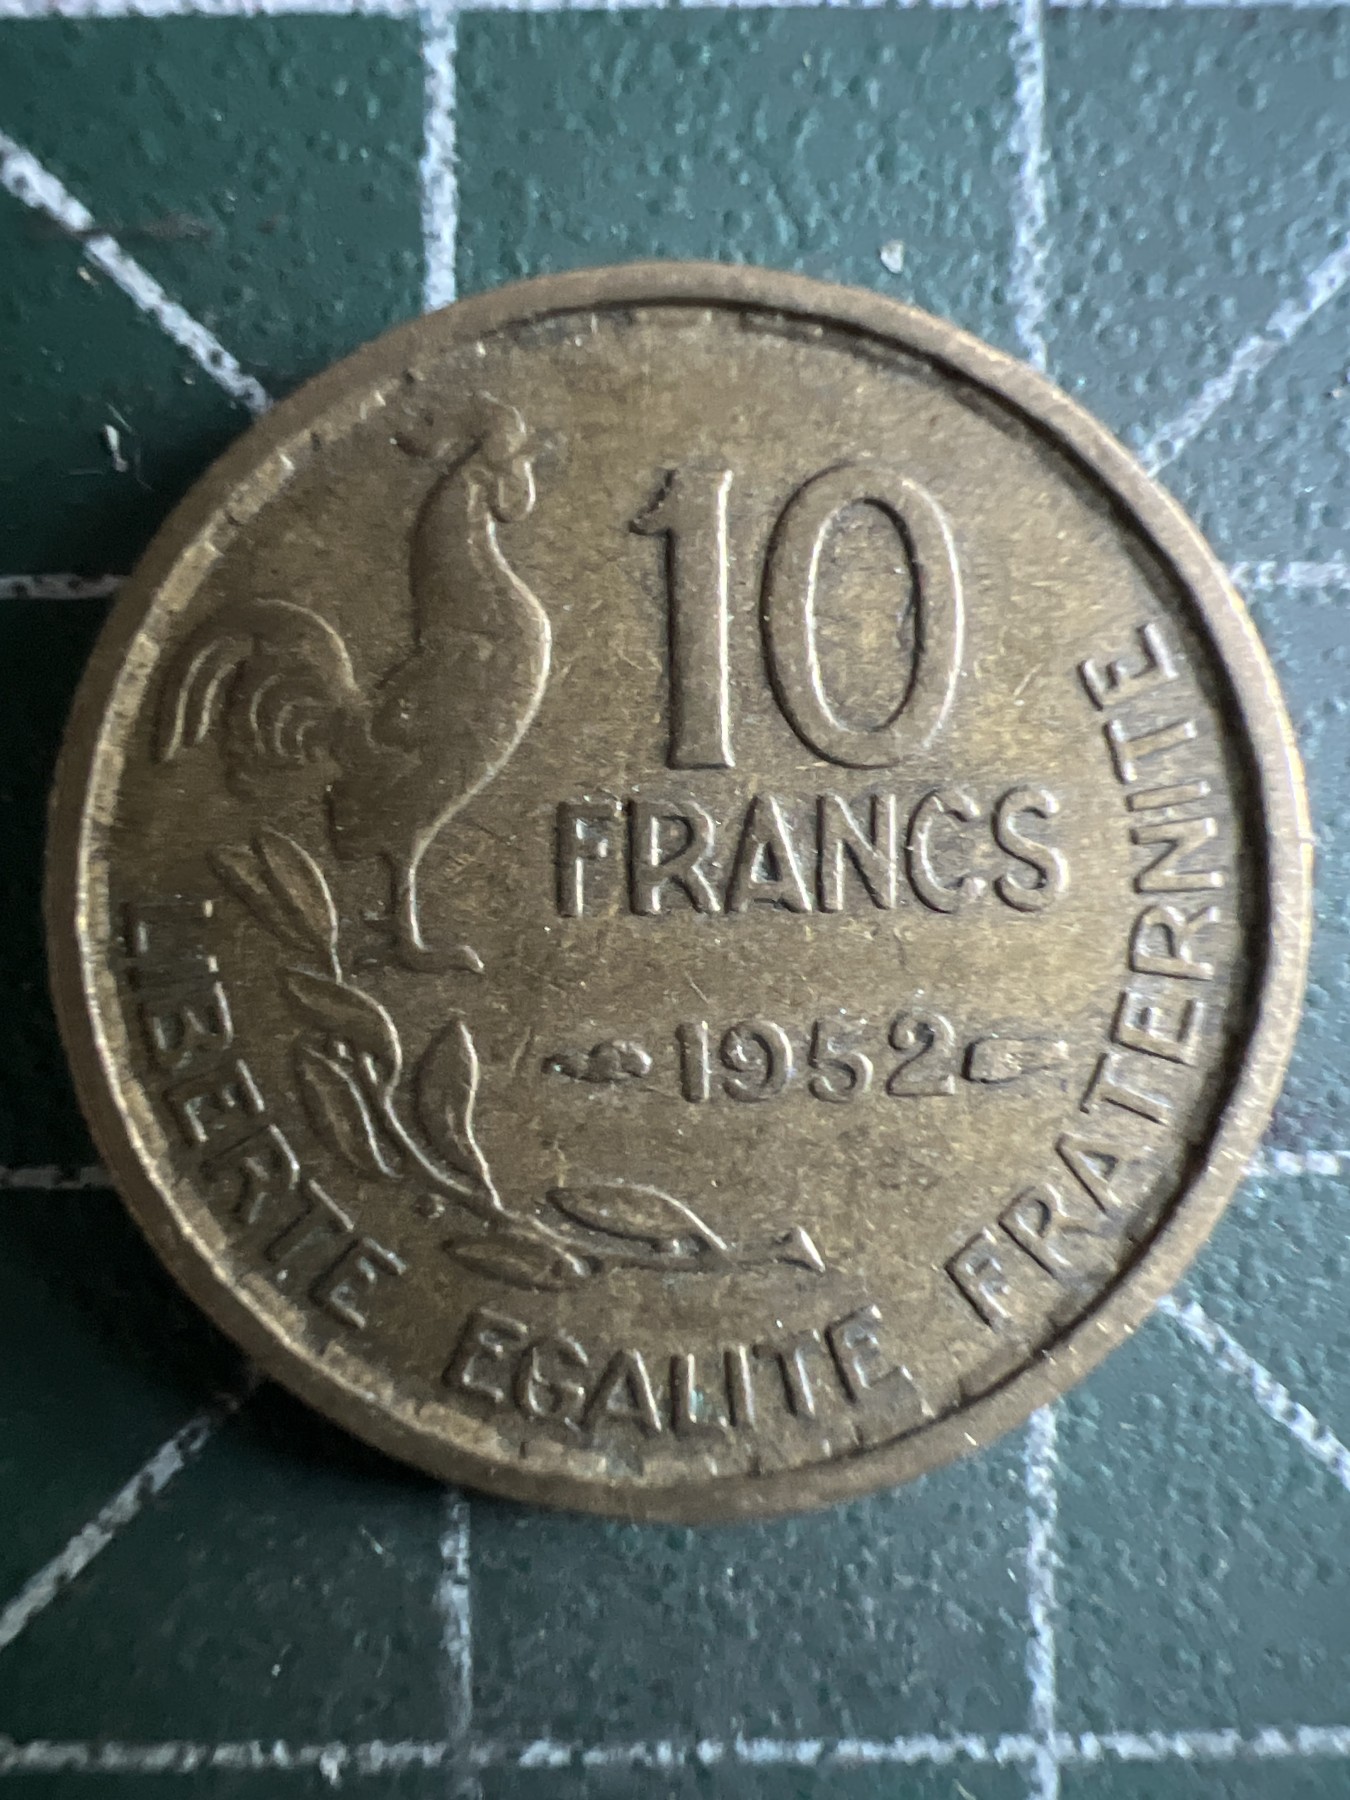 10
FRANCS
1952
LIBERTE EGALITE FRATERNITE